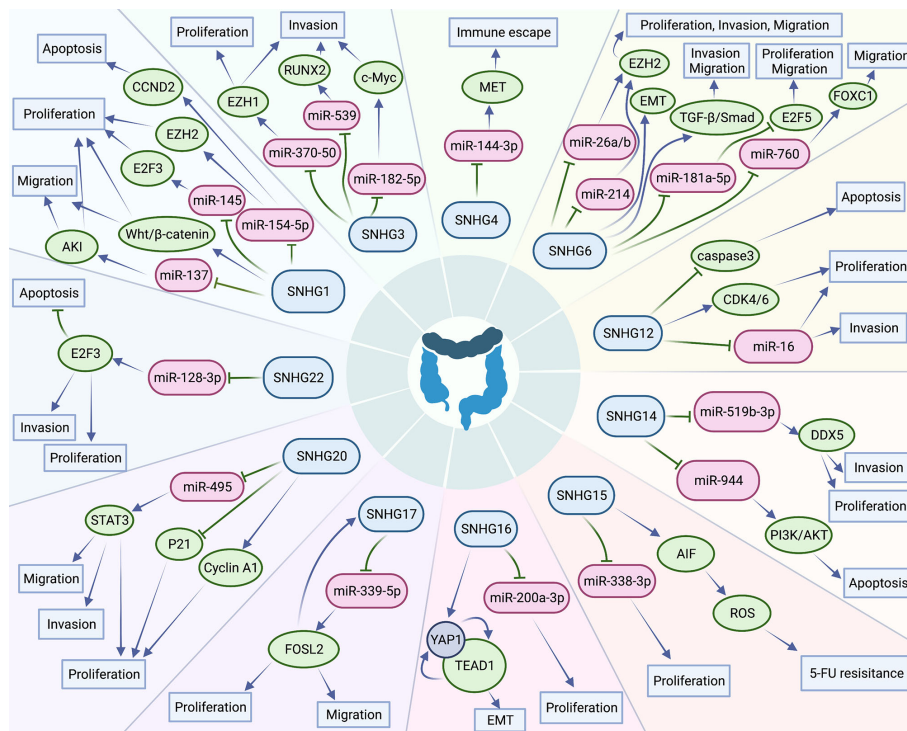 Apoptosis
CCND2
Proliferation
EZH2
E2F3
Migration
miR-145
miR-154-5p
Wht/β-catenin
AKI
miR-137
SNHG1
Proliferation
Invasion
RUNX2
c-Myc
EZH1
miR-539
miR-370-50
miR-182-5p
SNHG3
Immune escape
MET
miR-144-3p
SNHG4
Proliferation, Invasion, Migration
EZH2
Invasion
Migration
Proliferation
Migration
Migration
EMT
TGF-β/Smad
E2F5
FOXC1
miR-26a/b
miR-760
miR-181a-5p
miR-214
SNHG6
Apoptosis
caspase3
Proliferation
CDK4/6
SNHG12
Invasion
miR-16
SNHG14
miR-519b-3p
DDX5
Invasion
miR-944
Proliferation
PI3K/AKT
Apoptosis
SNHG15
AIF
miR-338-3p
ROS
Proliferation
5-FU resisitance
SNHG16
miR-200a-3p
YAP1
TEAD1
Proliferation
EMT
SNHG17
miR-339-5p
FOSL2
Proliferation
Migration
SNHG20
miR-495
STAT3
P21
Cyclin A1
Migration
Invasion
Proliferation
Apoptosis
E2F3
miR-128-3p
SNHG22
Invasion
Proliferation